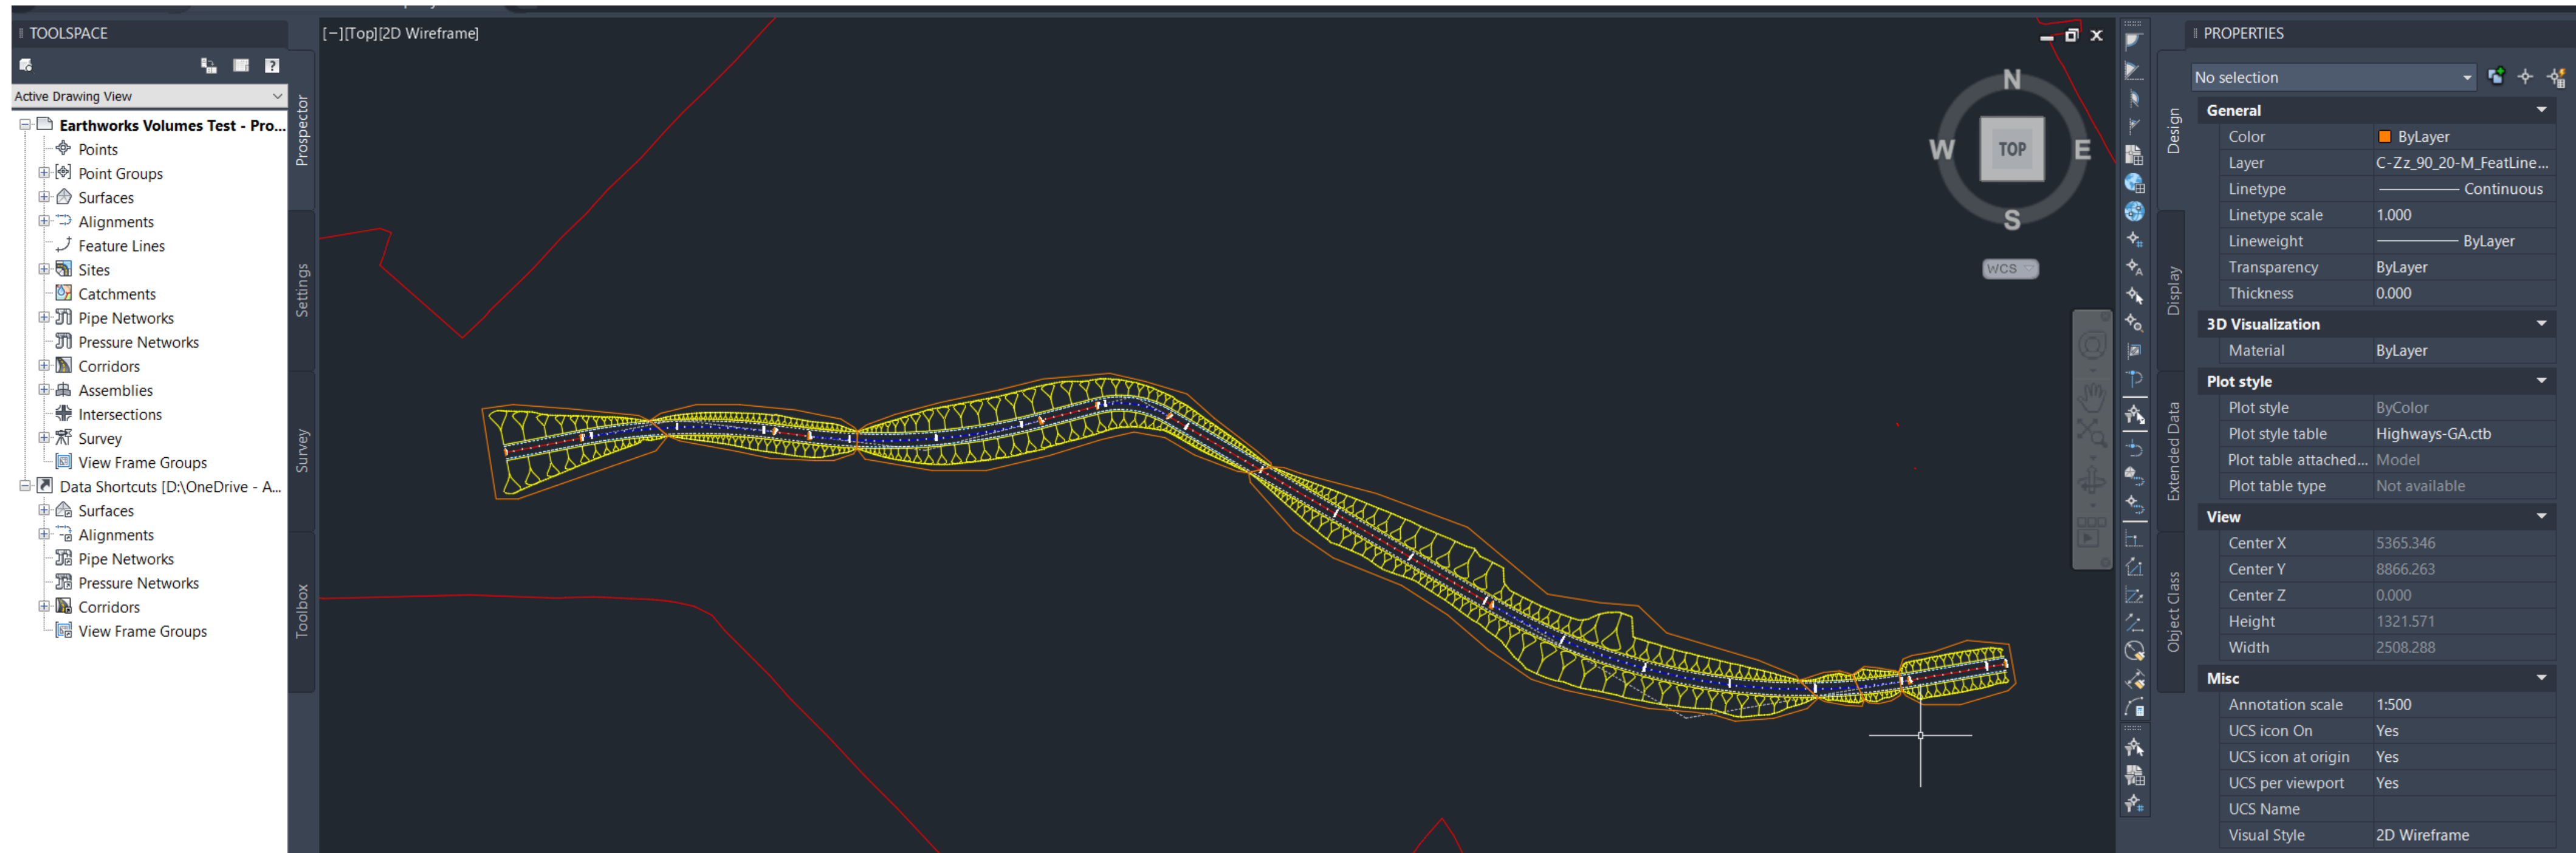 TOOLSPACE
Active Drawing View
Earthworks Volumes Test - Pro...
Points
Point Groups
Surfaces
Alignments
Feature Lines
Sites
Catchments
Pipe Networks
Pressure Networks
Corridors
Assemblies
Intersections
Survey
View Frame Groups
Data Shortcuts [D:\OneDrive - A...
Surfaces
Alignments
Pipe Networks
Pressure Networks
Corridors
View Frame Groups
Prospector
Settings
Survey
Toolbox
[−][Top][2D Wireframe]
N
W
TOP
E
S
WCS
Design
Display
Extended Data
Object Class
PROPERTIES
No selection
General
Color ByLayer
Layer C-Zz_90_20-M_FeatLine...
Linetype Continuous
Linetype scale 1.000
Lineweight ByLayer
Transparency ByLayer
Thickness 0.000
3D Visualization
Material ByLayer
Plot style
Plot style ByColor
Plot style table Highways-GA.ctb
Plot table attached... Model
Plot table type Not available
View
Center X 5365.346
Center Y 8866.263
Center Z 0.000
Height 1321.571
Width 2508.288
Misc
Annotation scale 1:500
UCS icon On Yes
UCS icon at origin Yes
UCS per viewport Yes
UCS Name
Visual Style 2D Wireframe